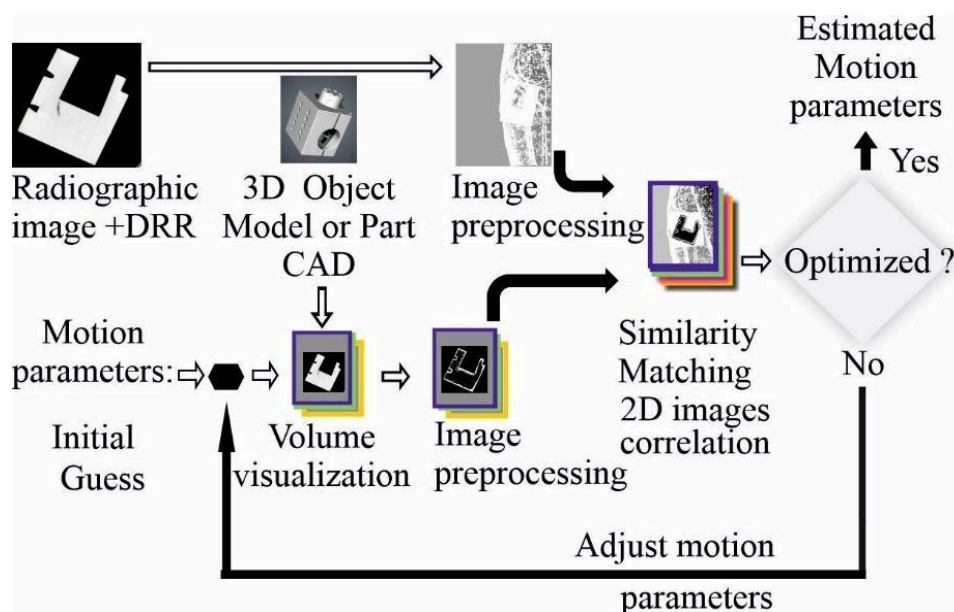 Estimated
Motion
parameters
Yes
Radiographic
image +DRR
3D Object
Model or Part
CAD
Image
preprocessing
Optimized ?
Motion
parameters:
Initial
Guess
Volume
visualization
Image
preprocessing
Similarity
Matching
2D images
correlation
No
Adjust motion
parameters